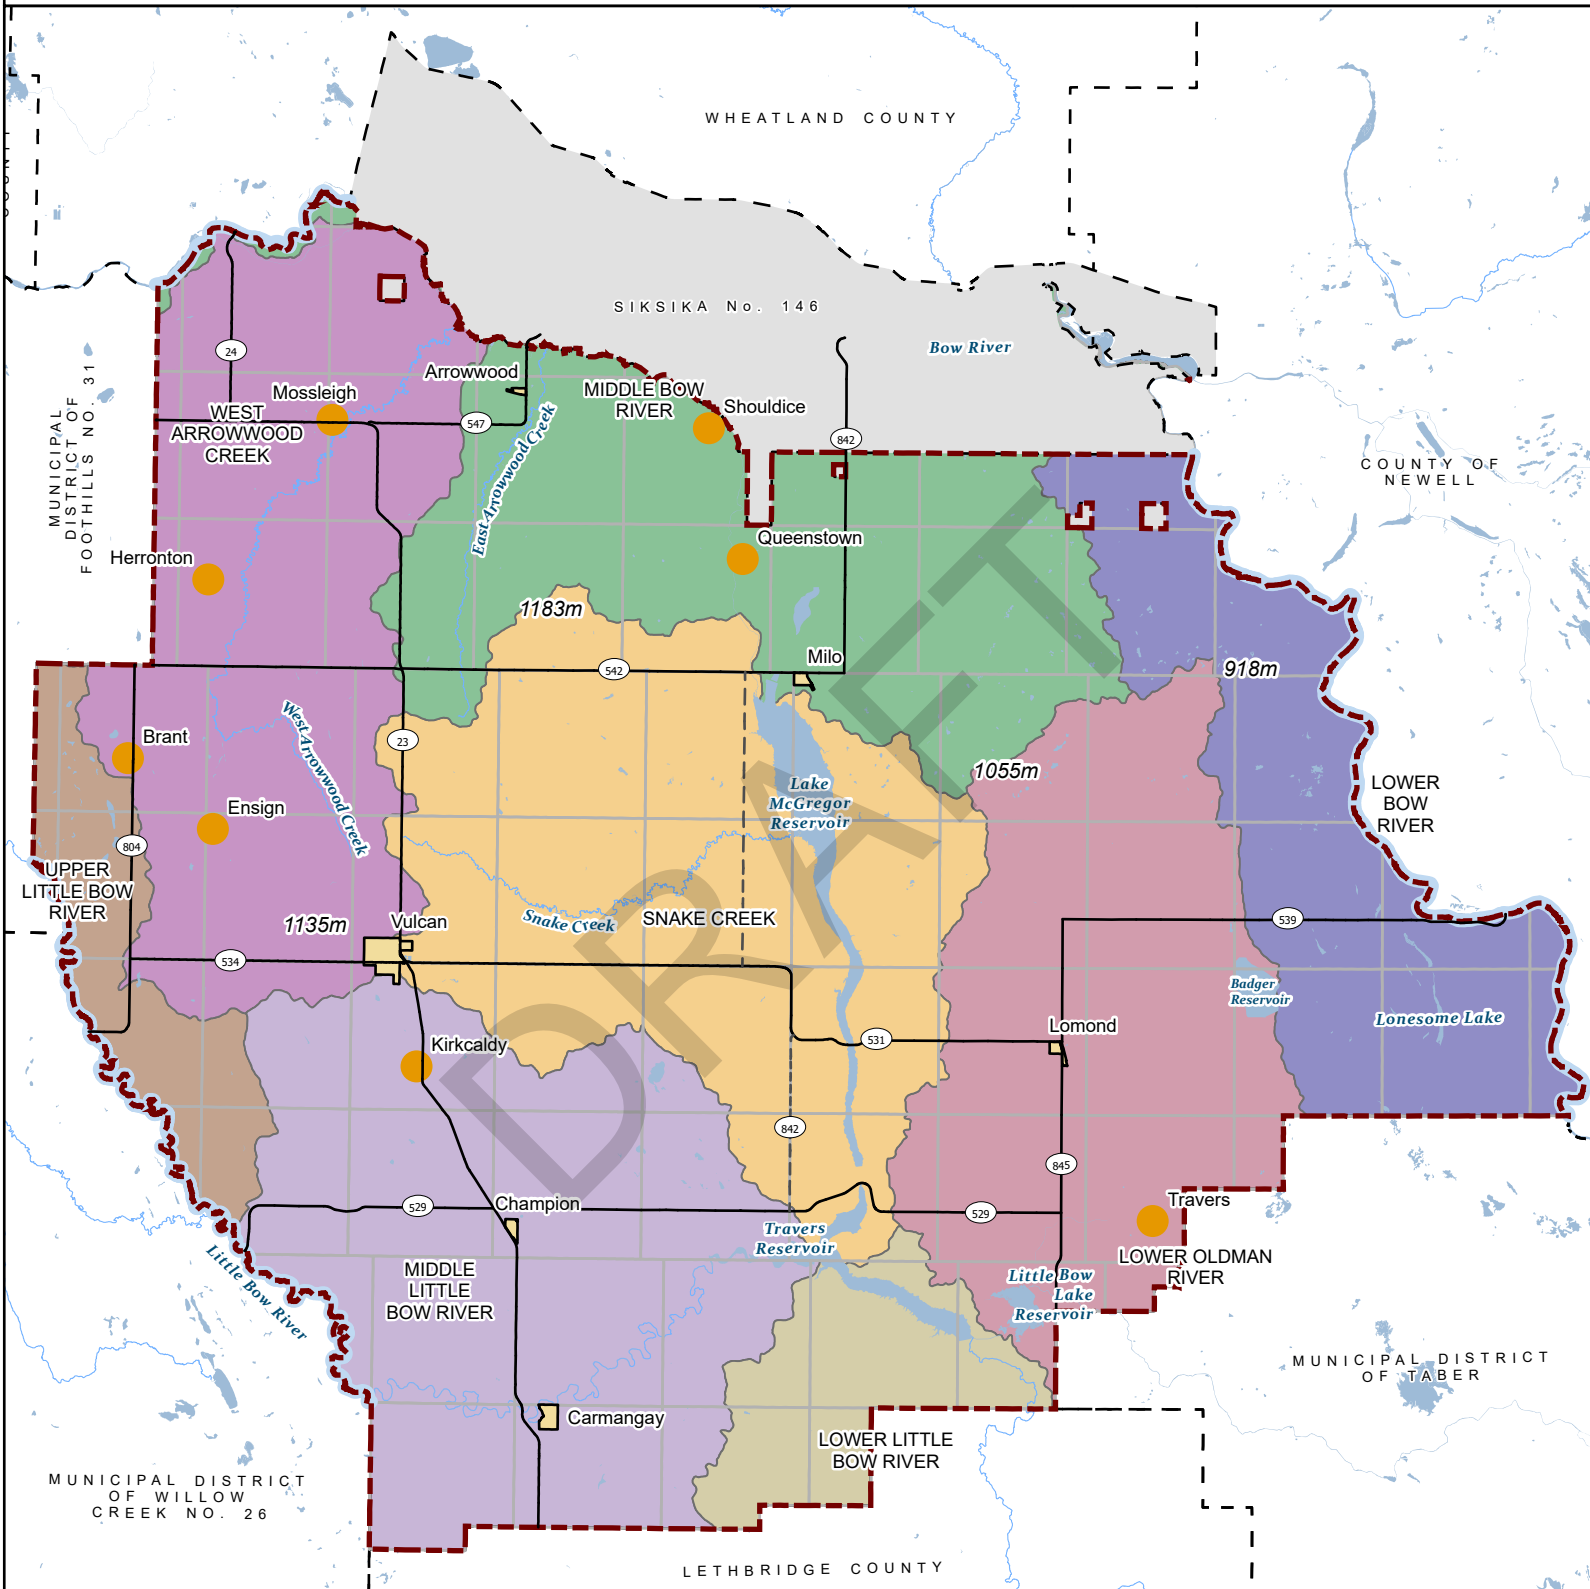 WHEATLAND COUNTY
SIKSIKA No. 146
Bow River
24
Arrowwood
Mossleigh
MIDDLE BOW
RIVER
Shouldice
WEST
ARROWWOOD
CREEK
547
842
East Arrowwood Creek
MUNICIPAL
DISTRICT OF
FOOTHILLS NO. 31
COUNTY OF
NEWELL
Queenstown
Herronton
1183m
542
Milo
918m
Brant
West Arrowwood Creek
23
1055m
Lake
McGregor
Reservoir
LOWER
BOW
RIVER
Ensign
804
UPPER
LITTLE BOW
RIVER
1135m
Vulcan
Snake Creek
SNAKE CREEK
539
534
DRAFT
Badger
Reservoir
Lonesome Lake
Lomond
Kirkcaldy
531
842
845
529
Champion
529
Travers
Travers
Reservoir
LOWER OLDMAN
RIVER
Little Bow River
MIDDLE
LITTLE
BOW RIVER
Little Bow
Lake
Reservoir
MUNICIPAL DISTRICT
OF TABER
Carmangay
LOWER LITTLE
BOW RIVER
MUNICIPAL DISTRICT
OF WILLOW
CREEK NO. 26
LETHBRIDGE COUNTY